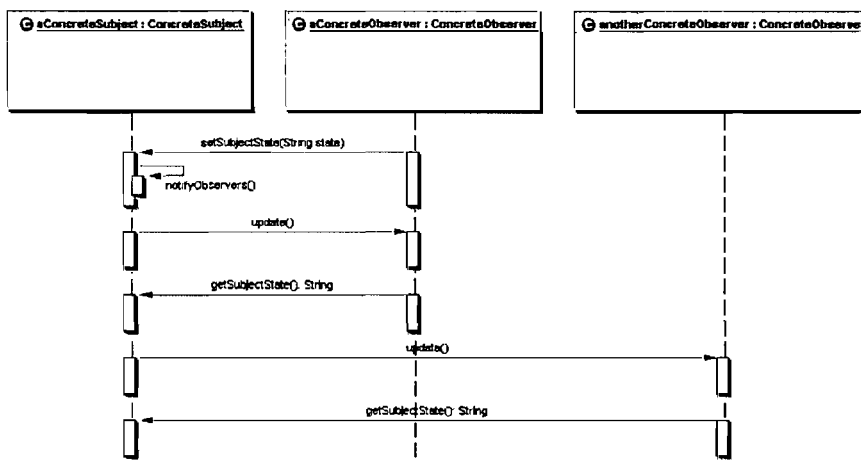 C aConcreteSubject : ConcreteSubject
C aConcreteObserver : ConcreteObserver
C anotherConcreteObserver : ConcreteObserver
setSubjectState(String state)
notifyObservers()
update()
getSubjectState(): String
update()
getSubjectState(): String